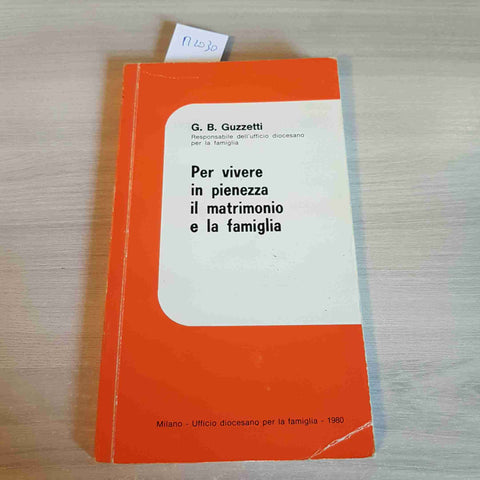 M2030
G. B. Guzzetti
Responsabile dell'ufficio diocesano
per la famiglia
Per vivere
in pienezza
il matrimonio
e la famiglia
Milano - Ufficio diocesano per la famiglia - 1980